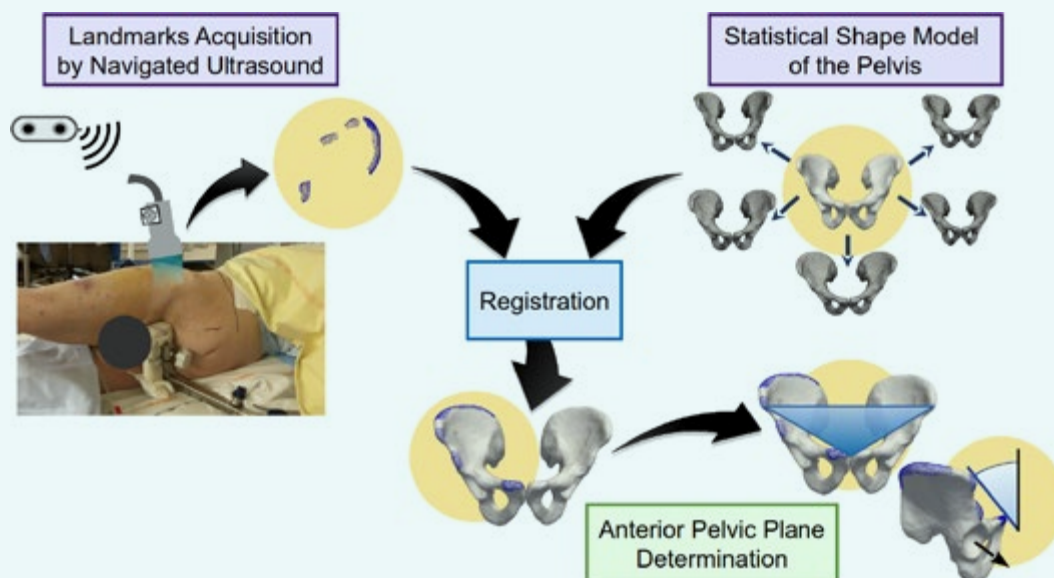 Landmarks Acquisition
by Navigated Ultrasound
Statistical Shape Model
of the Pelvis
Registration
Anterior Pelvic Plane
Determination